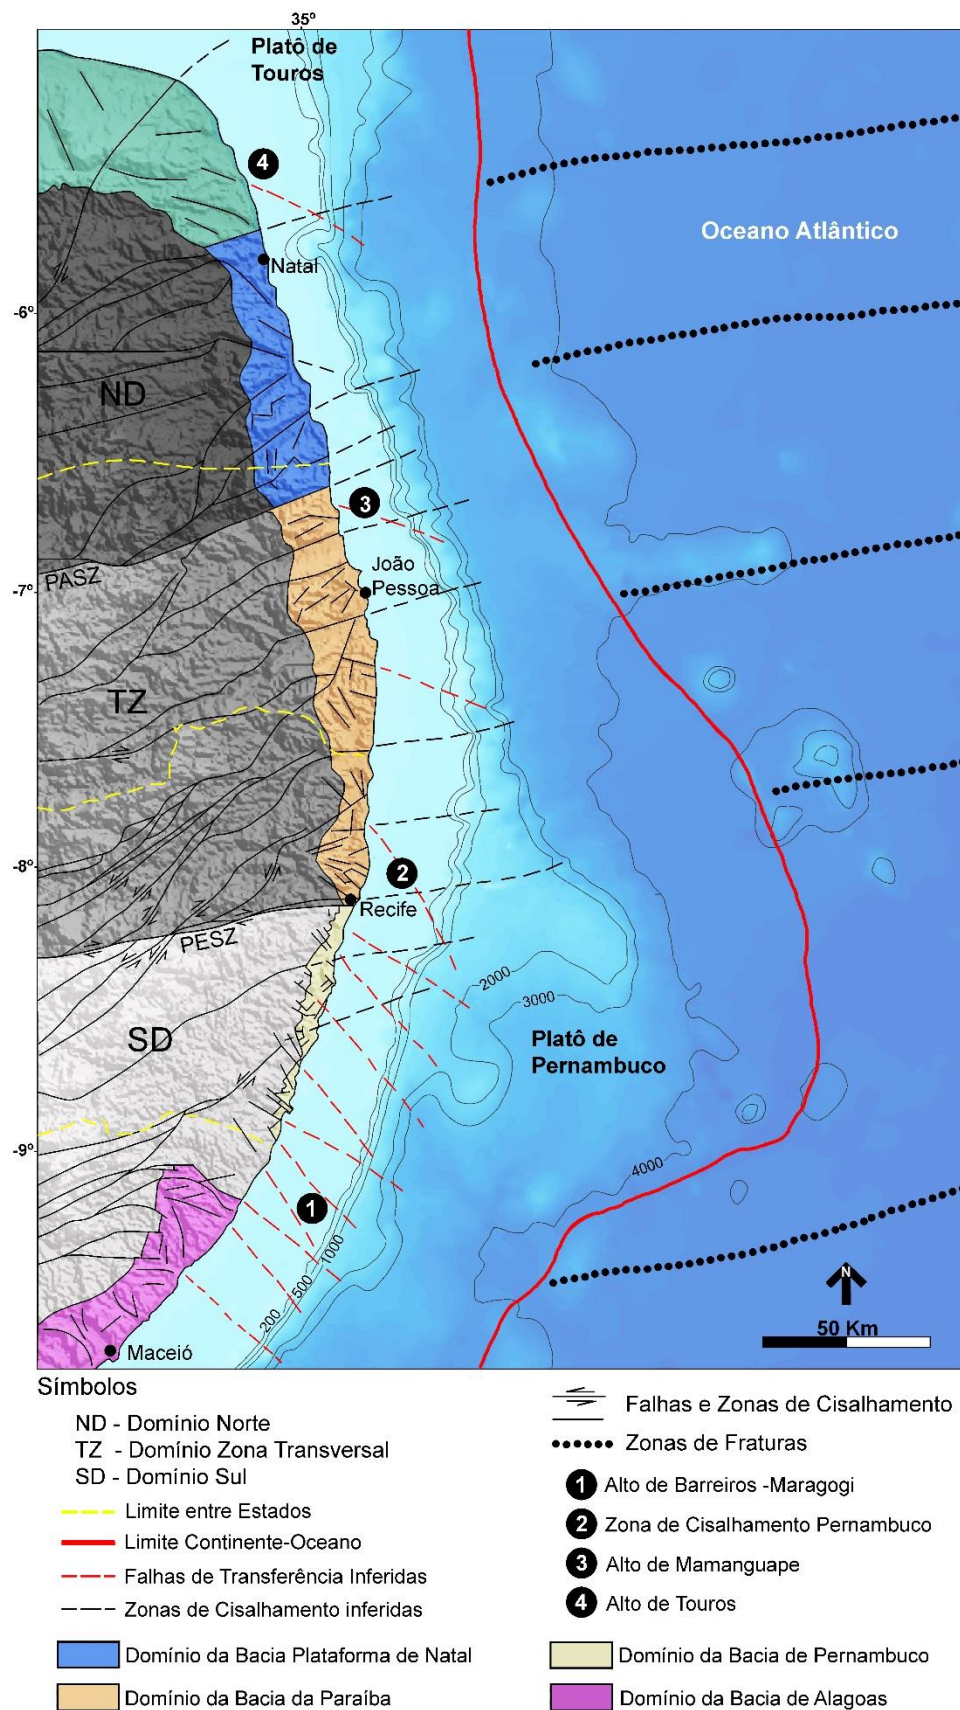 35º
Platô de
Touros
4
Oceano Atlântico
Natal
-6º
ND
3
João
Pessoa
PASZ
-7º
TZ
2
-8º
Recife
PESZ
2000
3000
SD
Platô de
Pernambuco
-9º
4000
1
1000
500
200
N
50 Km
Maceió
Símbolos
ND - Domínio Norte
TZ - Domínio Zona Transversal
SD - Domínio Sul
Limite entre Estados
Limite Continente-Oceano
Falhas de Transferência Inferidas
Zonas de Cisalhamento inferidas
Falhas e Zonas de Cisalhamento
Zonas de Fraturas
1 Alto de Barreiros -Maragogi
2 Zona de Cisalhamento Pernambuco
3 Alto de Mamanguape
4 Alto de Touros
Domínio da Bacia Plataforma de Natal
Domínio da Bacia da Paraíba
Domínio da Bacia de Pernambuco
Domínio da Bacia de Alagoas